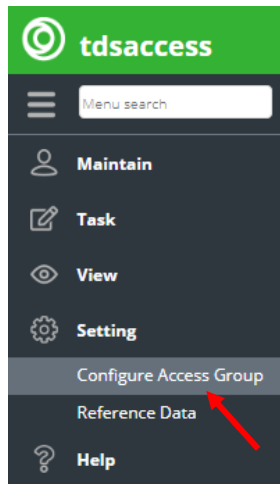 tdsaccess
Menu search
Maintain
Task
View
Setting
Configure Access Group
Reference Data
Help